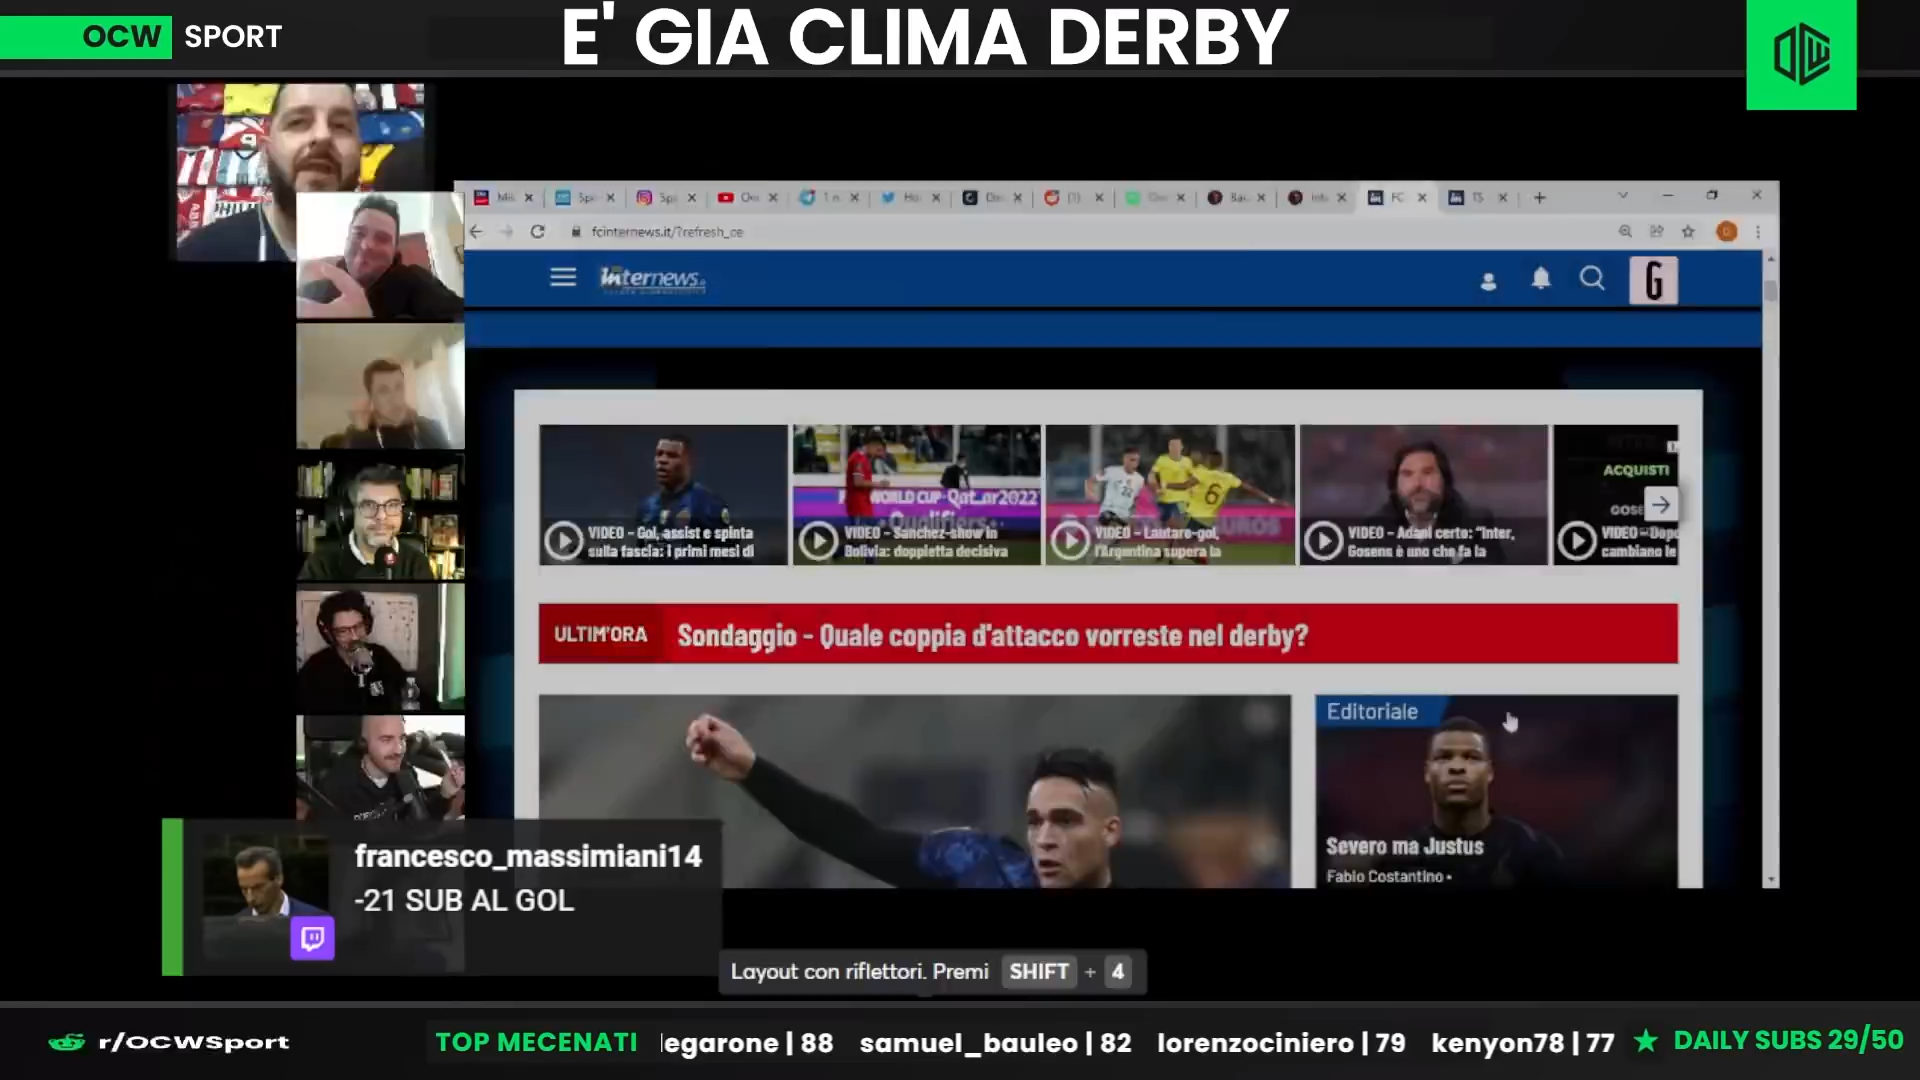 OCW SPORT
E' GIA CLIMA DERBY
fcinternews.it/?refresh_ce
Internews.it
G
WORLD CUP Qatar2022
Qualifiers
6
22
ACQUISTI
VIDEO - Gol, assist e spinta
sulla fascia: i primi mesi di
VIDEO - Sanchez-show in
Bolivia: doppietta decisiva
VIDEO - Lautaro-gol,
l'Argentina supera la
VIDEO - Adani certo: "Inter,
Gosens è uno che fa la
cambiano le
ULTIM'ORA
Sondaggio - Quale coppia d'attacco vorreste nel derby?
Editoriale
Severo ma Justus
Fabio Costantino •
francesco_massimiani14
-21 SUB AL GOL
Layout con riflettori. Premi SHIFT + 4
r/OCWSport
TOP MECENATI legarone | 88 samuel_bauleo | 82 lorenzociniero | 79 kenyon78 | 77
DAILY SUBS 29/50